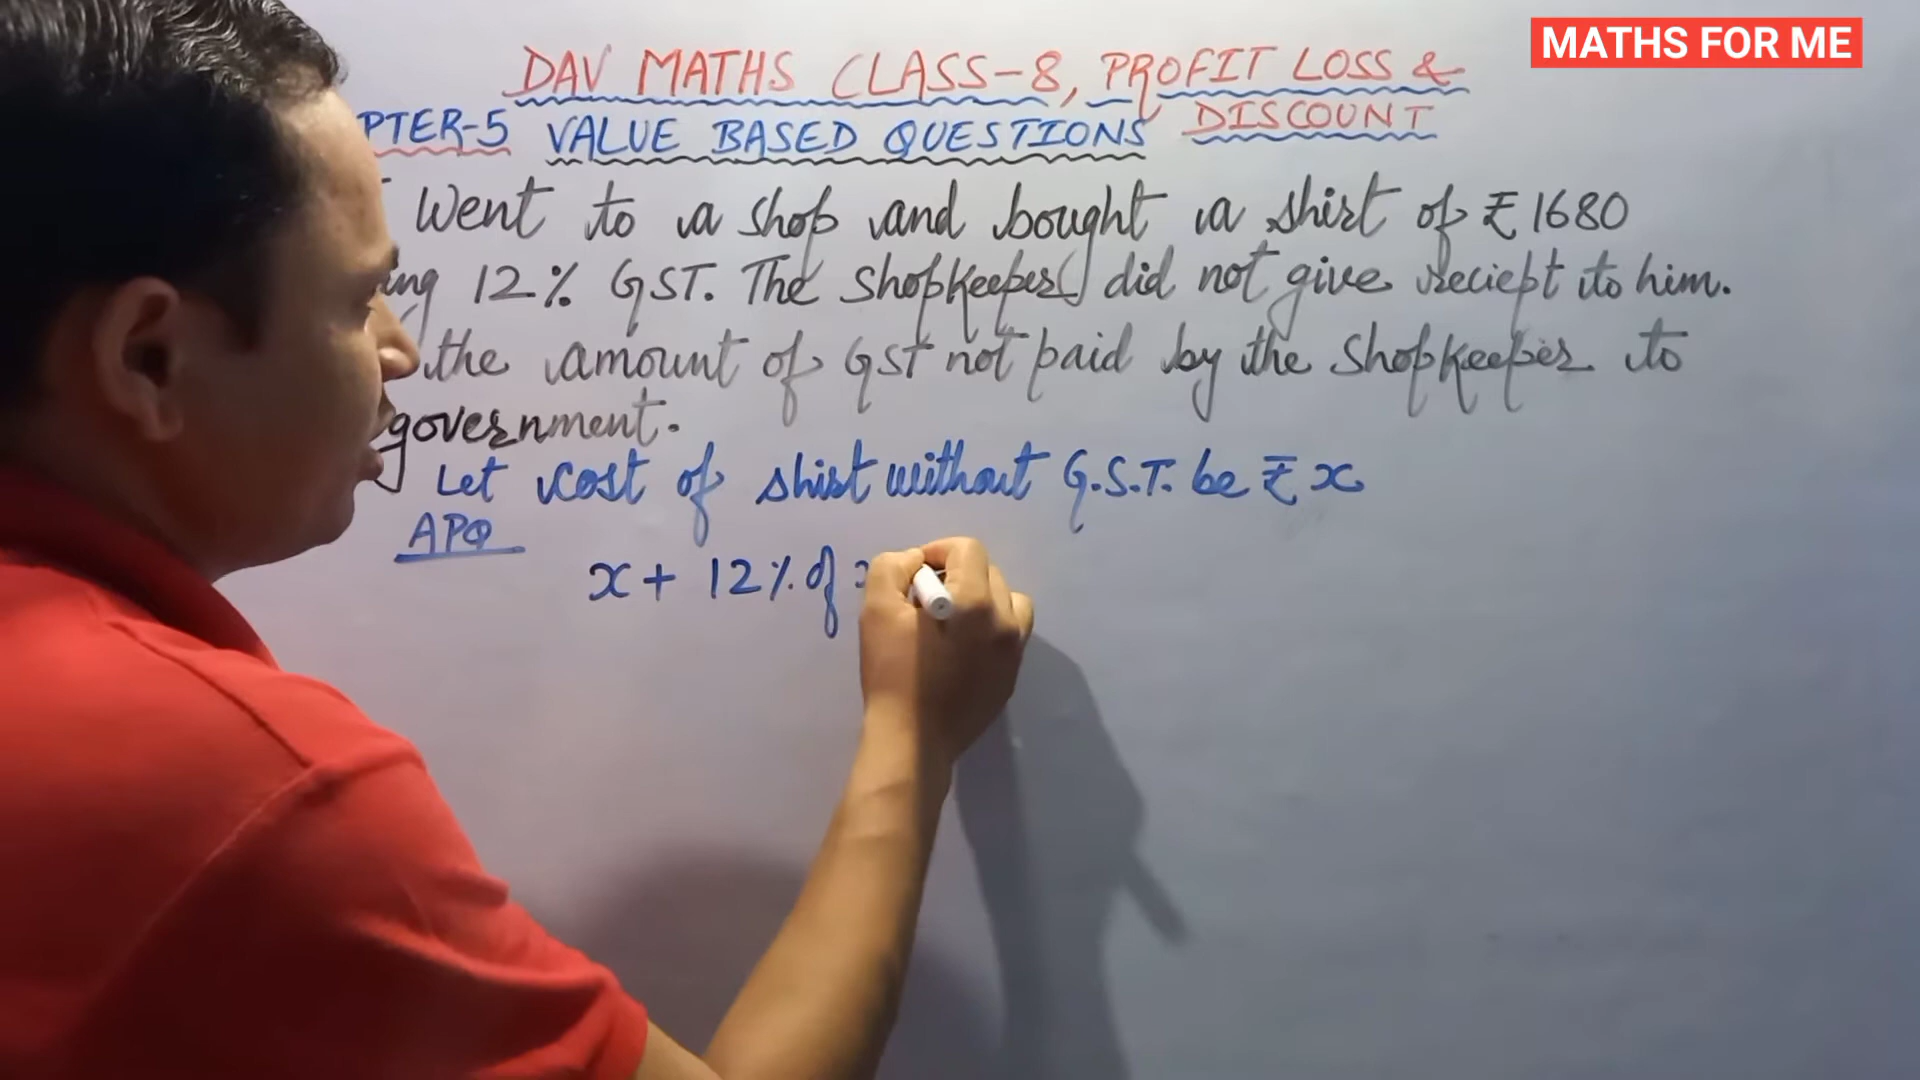 MATHS FOR ME
DAV MATHS CLASS-8, PROFIT LOSS &
PTER-5 VALUE BASED QUESTIONS DISCOUNT
Went to a shop and bought a shirt of ₹ 1680
ing 12% GST. The Shopkeeper did not give reciept to him.
the amount of GST not paid by the Shopkeeper to
government.
Let cost of shirt without G.S.T. be ₹ x
APQ
x + 12% of x